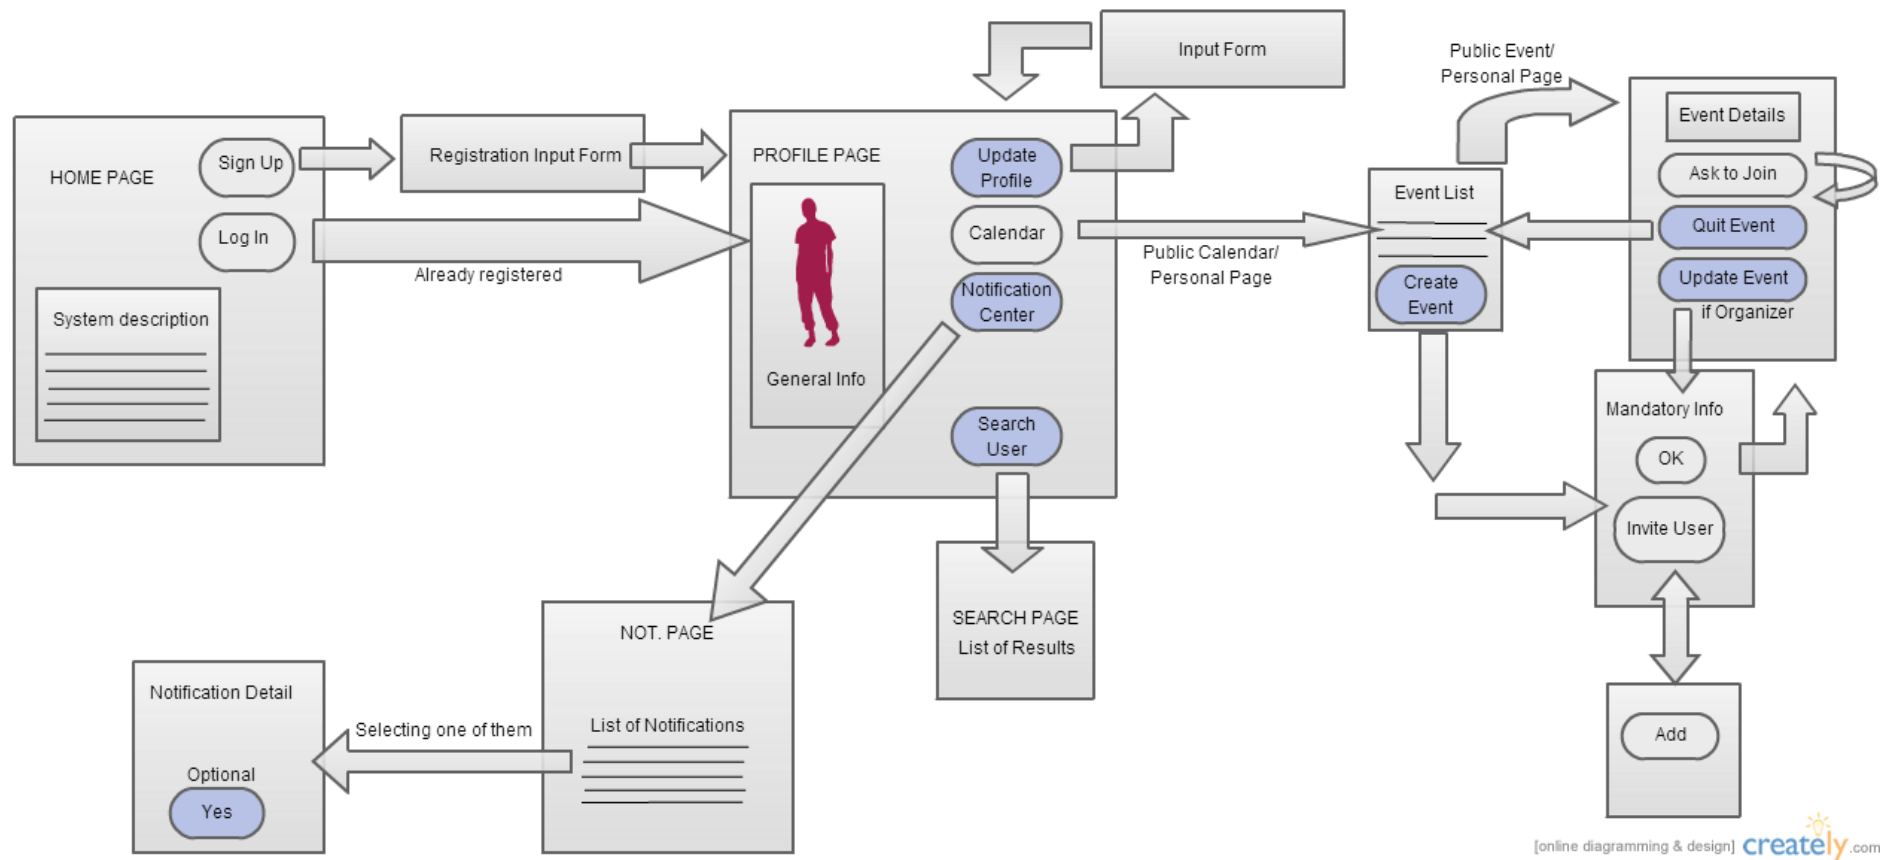 Input Form
Public Event/
Personal Page
HOME PAGE
Sign Up
Log In
System description
Registration Input Form
Already registered
PROFILE PAGE
General Info
Update
Profile
Calendar
Notification
Center
Search
User
Public Calendar/
Personal Page
Event List
Create
Event
Event Details
Ask to Join
Quit Event
Update Event
if Organizer
Mandatory Info
OK
Invite User
Add
SEARCH PAGE
List of Results
NOT. PAGE
List of Notifications
Selecting one of them
Notification Detail
Optional
Yes
[online diagramming & design] creately.com